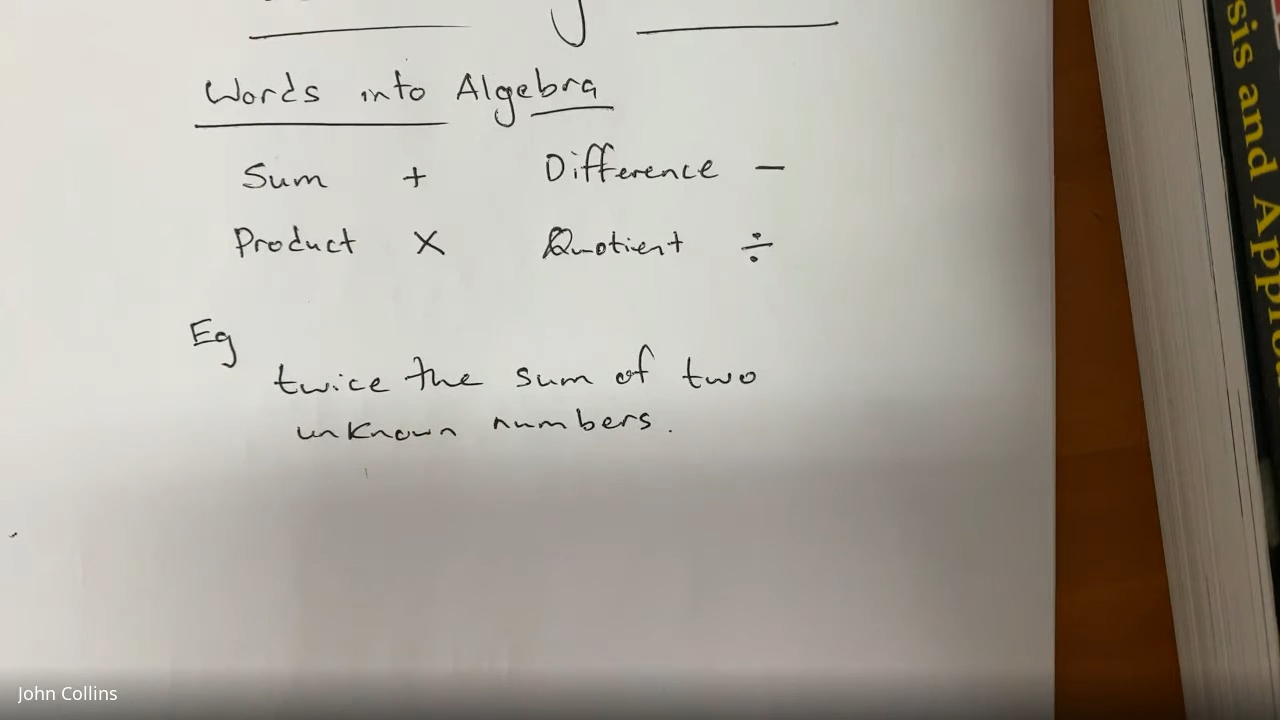 Words into Algebra
Sum + Difference −
Product × Quotient ÷
Eg
twice the sum of two
unknown numbers.
sis and App
John Collins